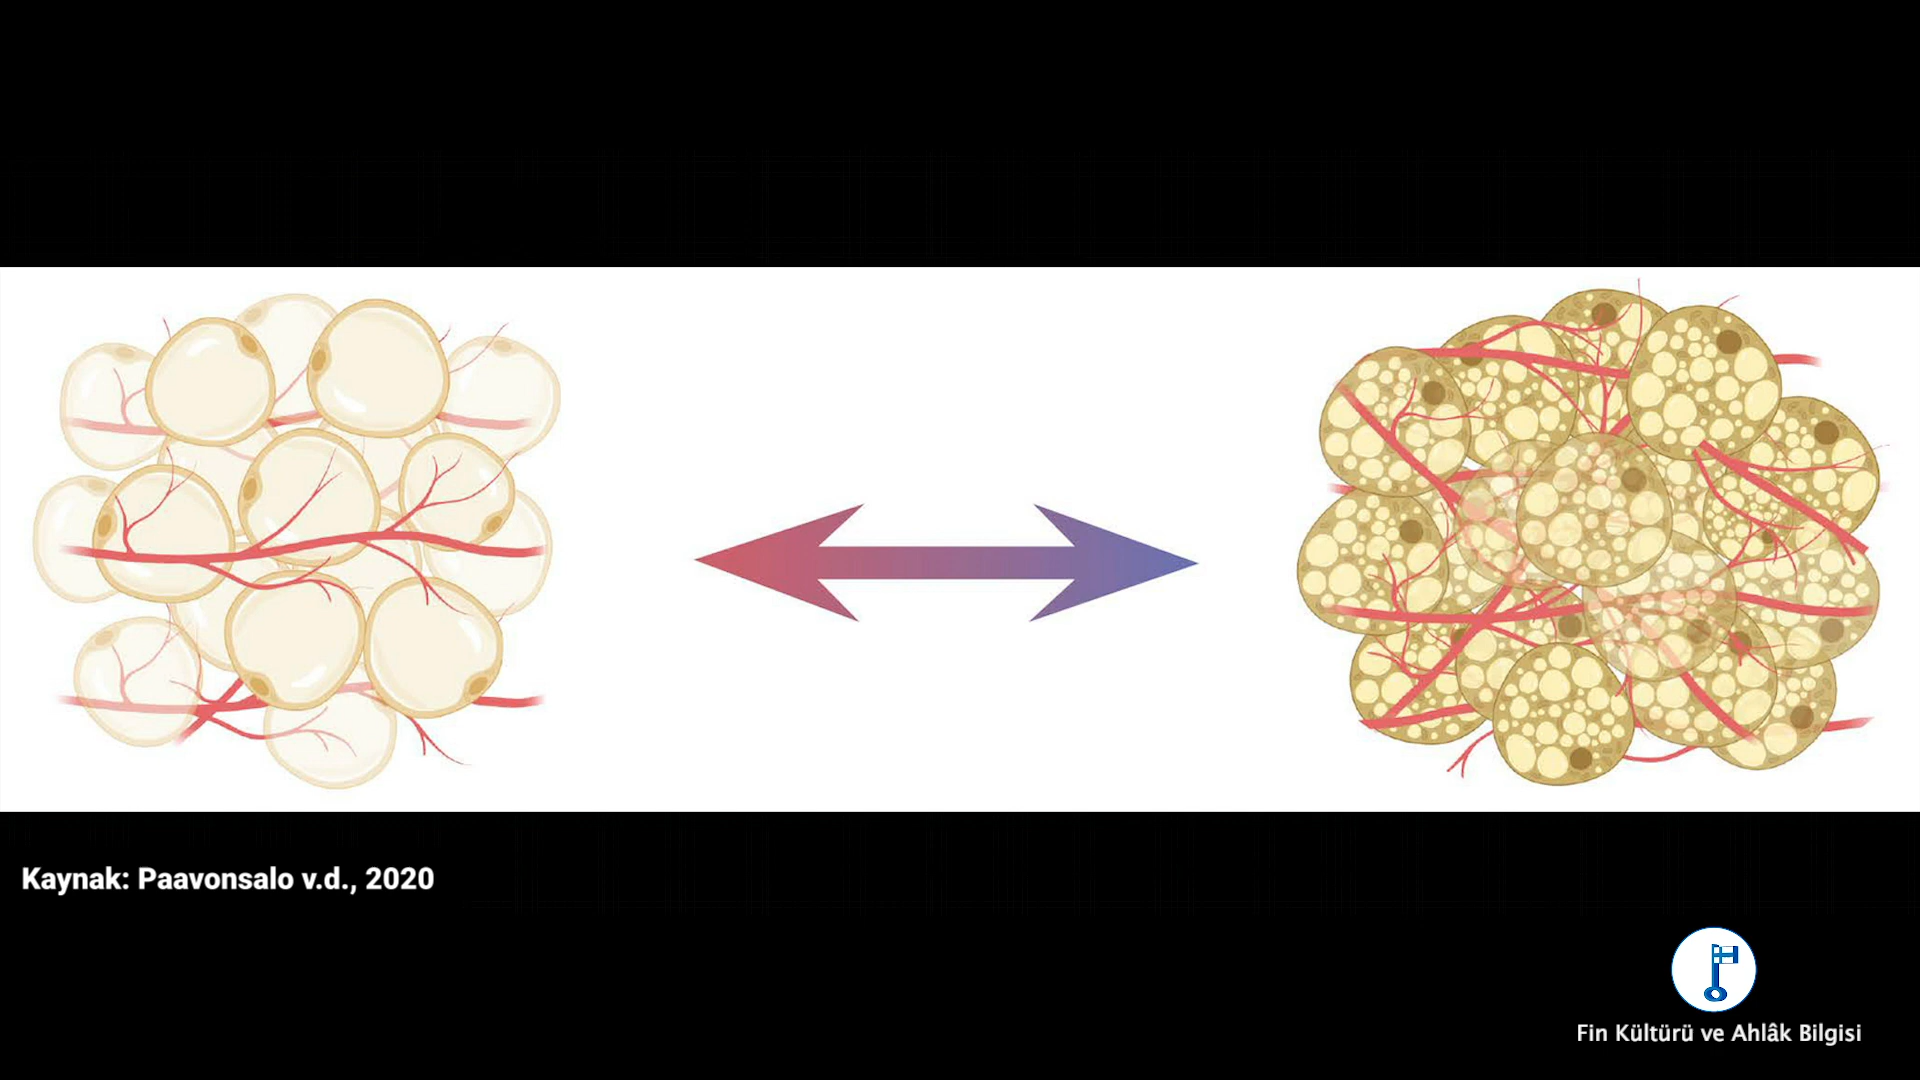 Kaynak: Paavonsalo v.d., 2020
Fin Kültürü ve Ahlâk Bilgisi